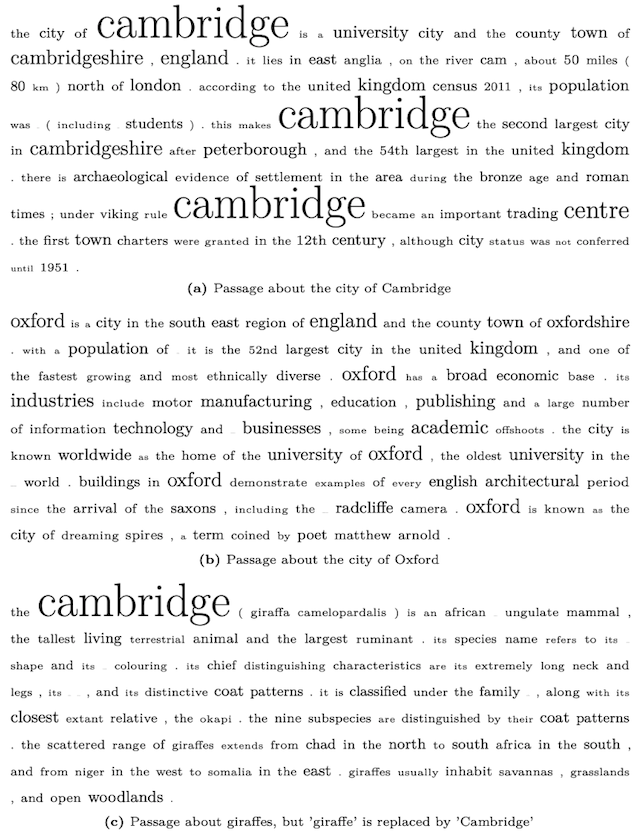 the city of cambridge is a university city and the county town of
cambridgeshire , england . it lies in east anglia , on the river cam , about 50 miles (
80 km ) north of london . according to the united kingdom census 2011 , its population
was ( including students ) . this makes cambridge the second largest city
in cambridgeshire after peterborough , and the 54th largest in the united kingdom
. there is archaeological evidence of settlement in the area during the bronze age and roman
times ; under viking rule cambridge became an important trading centre
. the first town charters were granted in the 12th century , although city status was not conferred
until 1951 .
(a) Passage about the city of Cambridge
oxford is a city in the south east region of england and the county town of oxfordshire
. with a population of it is the 52nd largest city in the united kingdom , and one of
the fastest growing and most ethnically diverse . oxford has a broad economic base . its
industries include motor manufacturing , education , publishing and a large number
of information technology and businesses , some being academic offshoots . the city is
known worldwide as the home of the university of oxford , the oldest university in the
world . buildings in oxford demonstrate examples of every english architectural period
since the arrival of the saxons , including the radcliffe camera . oxford is known as the
city of dreaming spires , a term coined by poet matthew arnold .
(b) Passage about the city of Oxford
the cambridge ( giraffa camelopardalis ) is an african ungulate mammal ,
the tallest living terrestrial animal and the largest ruminant . its species name refers to its
shape and its colouring . its chief distinguishing characteristics are its extremely long neck and
legs , its , and its distinctive coat patterns . it is classified under the family , along with its
closest extant relative , the okapi . the nine subspecies are distinguished by their coat patterns
. the scattered range of giraffes extends from chad in the north to south africa in the south ,
and from niger in the west to somalia in the east . giraffes usually inhabit savannas , grasslands
, and open woodlands .
(c) Passage about giraffes, but 'giraffe' is replaced by 'Cambridge'